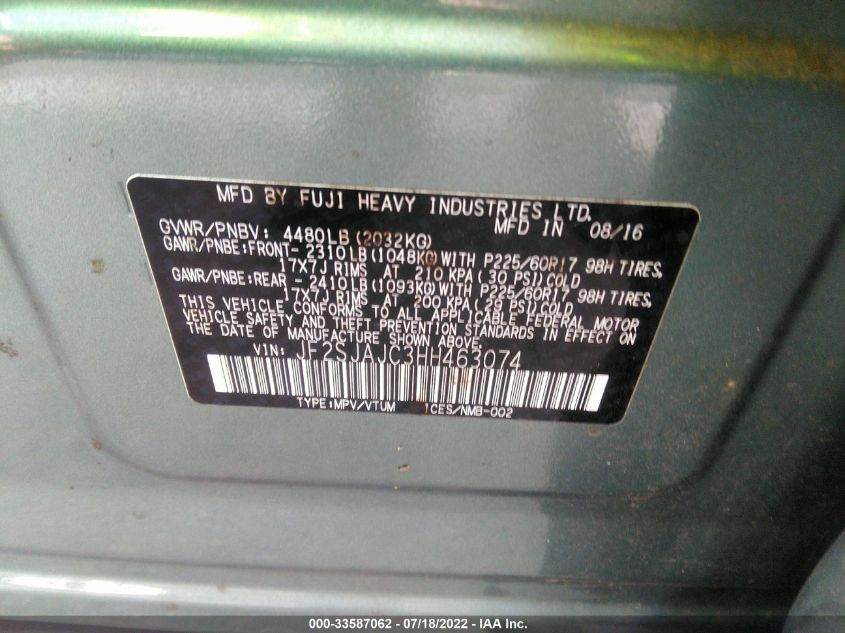 MFD BY FUJI HEAVY INDUSTRIES LTD.
GVWR/PNBV: 4480LB (2032KG) MFD IN 08/16
GAWR/PNBE:FRONT- 2310LB (1048KG) WITH P225/60R17 98H TIRES,
17X7J RIMS AT 210 KPA (30 PSI) COLD
GAWR/PNBE:REAR - 2410LB (1093KG) WITH P225/60R17 98H TIRES,
17X7J RIMS AT 200 KPA (29 PSI) COLD
THIS VEHICLE CONFORMS TO ALL APPLICABLE FEDERAL MOTOR
VEHICLE SAFETY AND THEFT PREVENTION STANDARDS IN EFFECT ON
THE DATE OF MANUFACTURE SHOWN ABOVE.
VIN: JF2SJAJC3HH463074
TYPE:MPV/VTUM 1CES/NMB-002
000-33587062 - 07/18/2022 - IAA Inc.